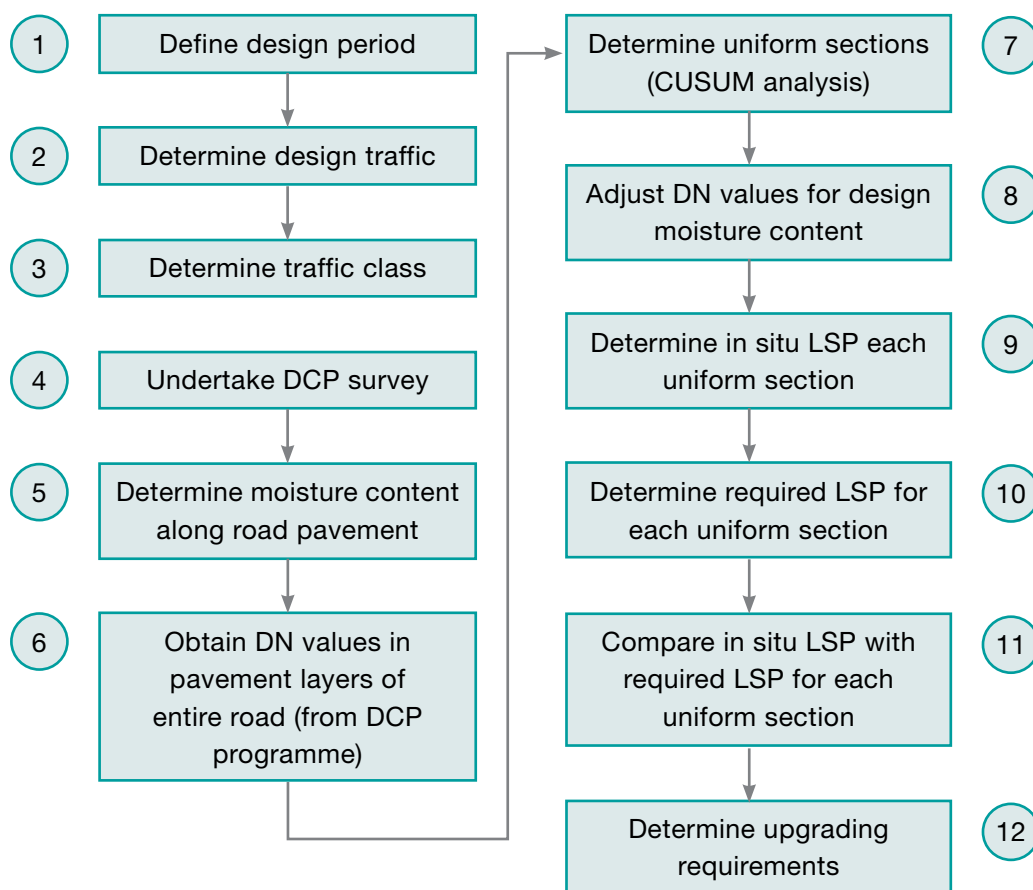 1
Define design period
2
Determine design traffic
3
Determine traffic class
4
Undertake DCP survey
5
Determine moisture content
along road pavement
6
Obtain DN values in
pavement layers of
entire road (from DCP
programme)
Determine uniform sections
(CUSUM analysis)
7
Adjust DN values for design
moisture content
8
Determine in situ LSP each
uniform section
9
Determine required LSP for
each uniform section
10
Compare in situ LSP with
required LSP for each
uniform section
11
Determine upgrading
requirements
12